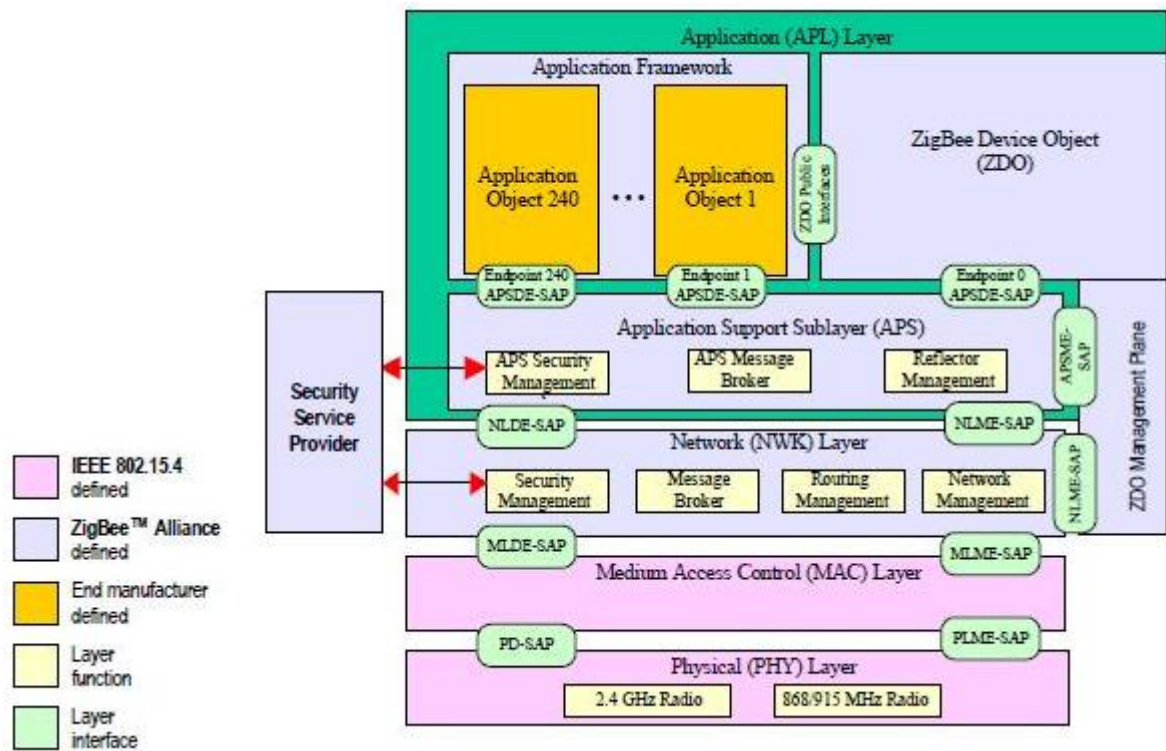 Application (APL) Layer
Application Framework
ZigBee Device Object
(ZDO)
Application
Object 240
...
Application
Object 1
ZDO Public
Interfaces
Endpoint 240
APSDE-SAP
Endpoint 1
APSDE-SAP
Endpoint 0
APSDE-SAP
Application Support Sublayer (APS)
APS Security
Management
APS Message
Broker
Reflector
Management
APSME-
SAP
ZDO Management Plane
Security
Service
Provider
NLDE-SAP
NLME-SAP
Network (NWK) Layer
Security
Management
Message
Broker
Routing
Management
Network
Management
NLME-SAP
MLDE-SAP
MLME-SAP
Medium Access Control (MAC) Layer
PD-SAP
PLME-SAP
Physical (PHY) Layer
2.4 GHz Radio
868/915 MHz Radio
IEEE 802.15.4
defined
ZigBee™ Alliance
defined
End manufacturer
defined
Layer
function
Layer
interface